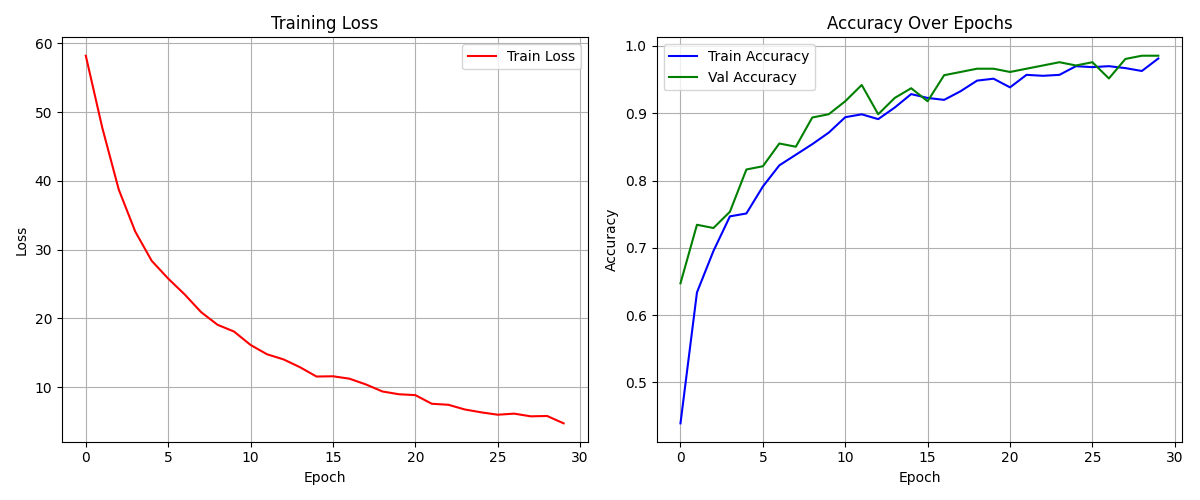 Training Loss
60
50
40
30
20
10
Loss
0 5 10 15 20 25 30
Epoch
Train Loss
Accuracy Over Epochs
1.0
0.9
0.8
0.7
0.6
0.5
Accuracy
0 5 10 15 20 25 30
Epoch
Train Accuracy
Val Accuracy